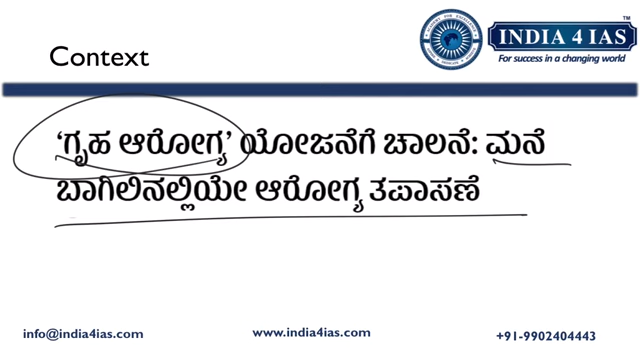 INDIA 4 IAS
TM
For success in a changing world
Context
‘ಗೃಹ ಆರೋಗ್ಯ’ ಯೋಜನೆಗೆ ಚಾಲನೆ: ಮನೆ
ಬಾಗಿಲಿನಲ್ಲಿಯೇ ಆರೋಗ್ಯ ತಪಾಸಣೆ
info@india4ias.com
www.india4ias.com
+91-9902404443